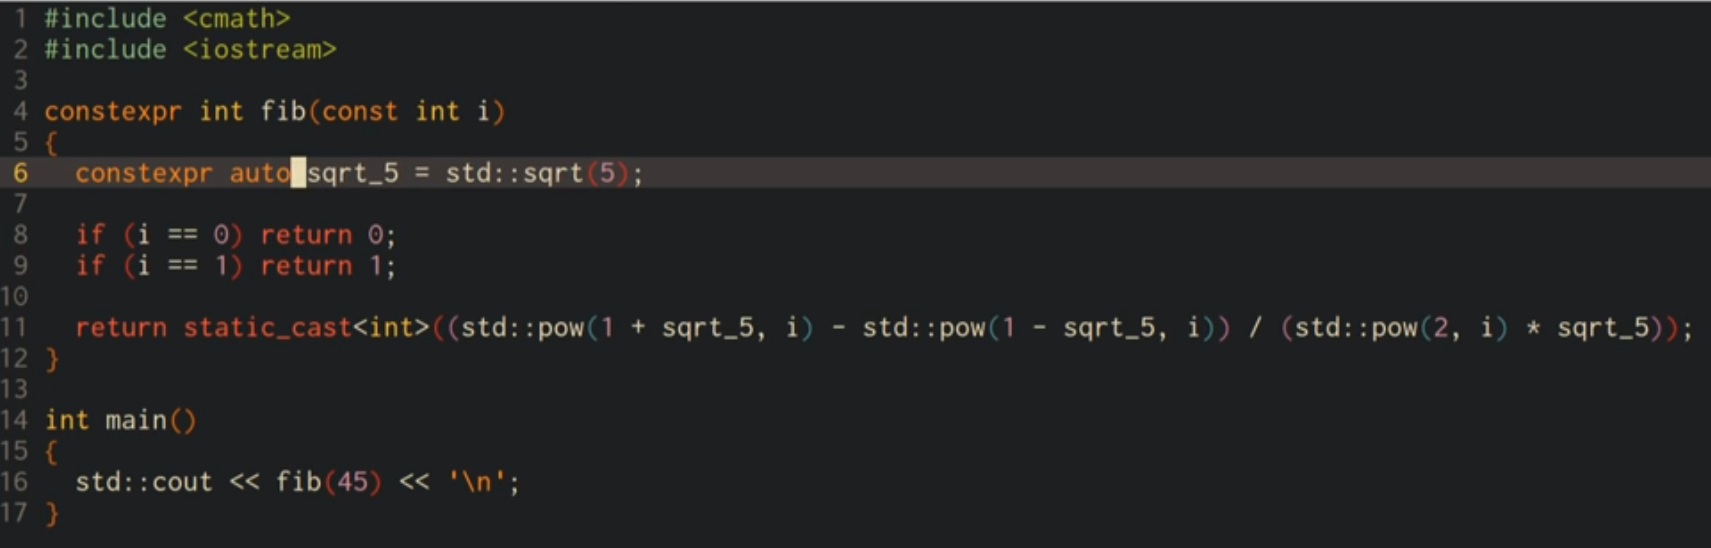 1 #include <cmath>
2 #include <iostream>
3
4 constexpr int fib(const int i)
5 {
6   constexpr auto sqrt_5 = std::sqrt(5);
7
8   if (i == 0) return 0;
9   if (i == 1) return 1;
10
11   return static_cast<int>((std::pow(1 + sqrt_5, i) - std::pow(1 - sqrt_5, i)) / (std::pow(2, i) * sqrt_5));
12 }
13
14 int main()
15 {
16   std::cout << fib(45) << '\n';
17 }